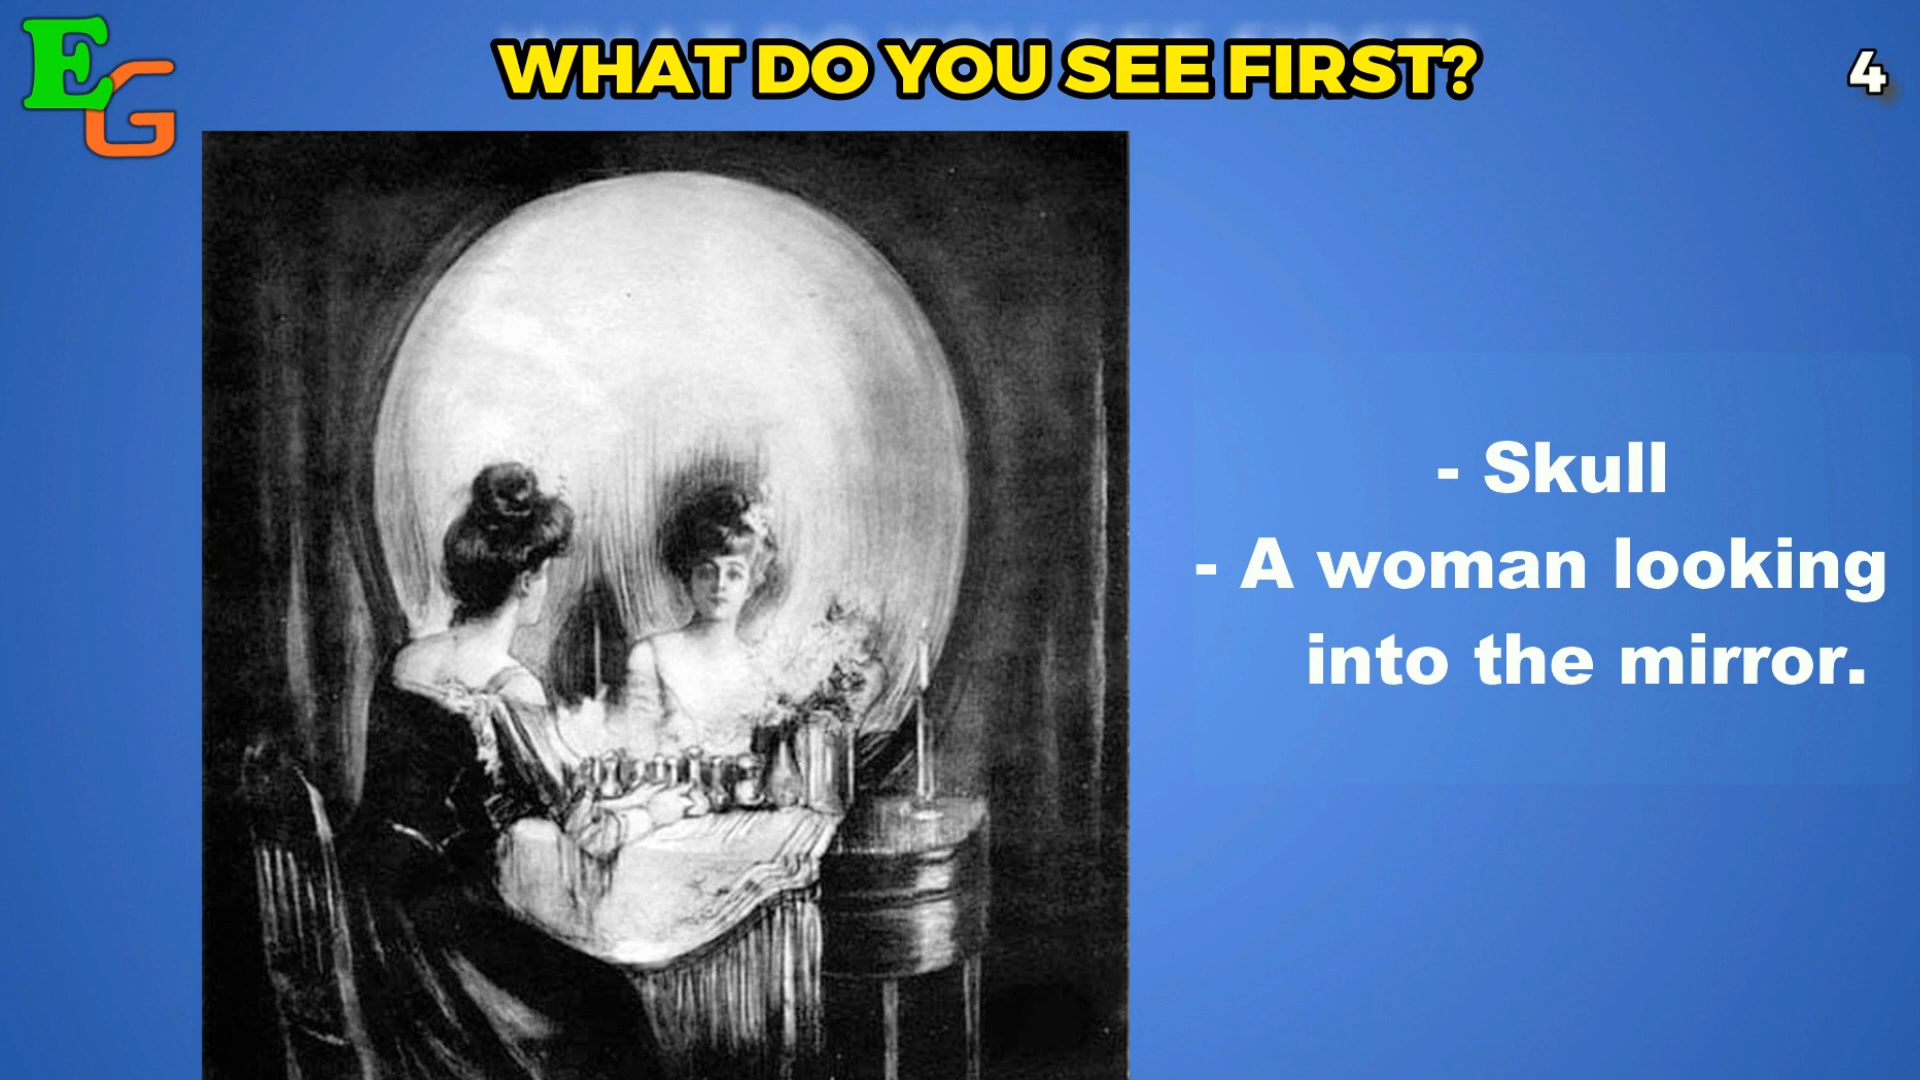 EG
WHAT DO YOU SEE FIRST?
4
- Skull
- A woman looking
into the mirror.